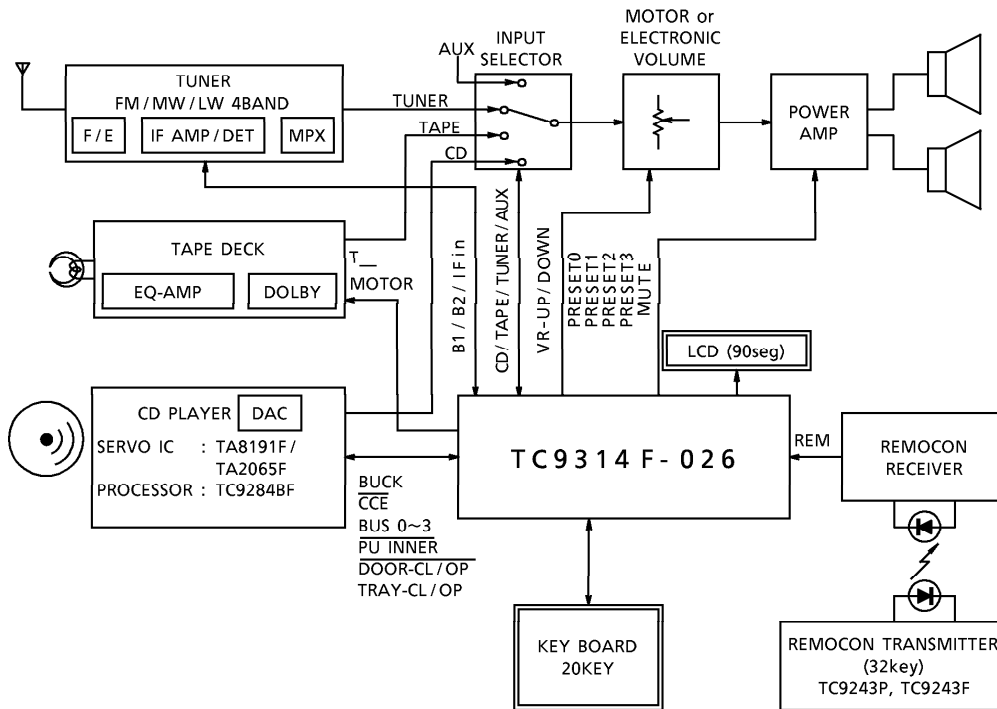 TUNER
FM / MW / LW 4BAND
F / E
IF AMP / DET
MPX
AUX
TUNER
TAPE
CD
INPUT
SELECTOR
MOTOR or
ELECTRONIC
VOLUME
POWER
AMP
TAPE DECK
EQ-AMP
DOLBY
T__
MOTOR
B1 / B2 / IFin
CD / TAPE / TUNER / AUX
VR-UP / DOWN
PRESET0
PRESET1
PRESET2
PRESET3
MUTE
LCD (90seg)
CD PLAYER
DAC
SERVO IC : TA8191F /
TA2065F
PROCESSOR : TC9284BF
BUCK
CCE
BUS 0~3
PU INNER
DOOR-CL / OP
TRAY-CL / OP
TC9314F-026
REM
REMOCON
RECEIVER
KEY BOARD
20KEY
REMOCON TRANSMITTER
(32key)
TC9243P, TC9243F